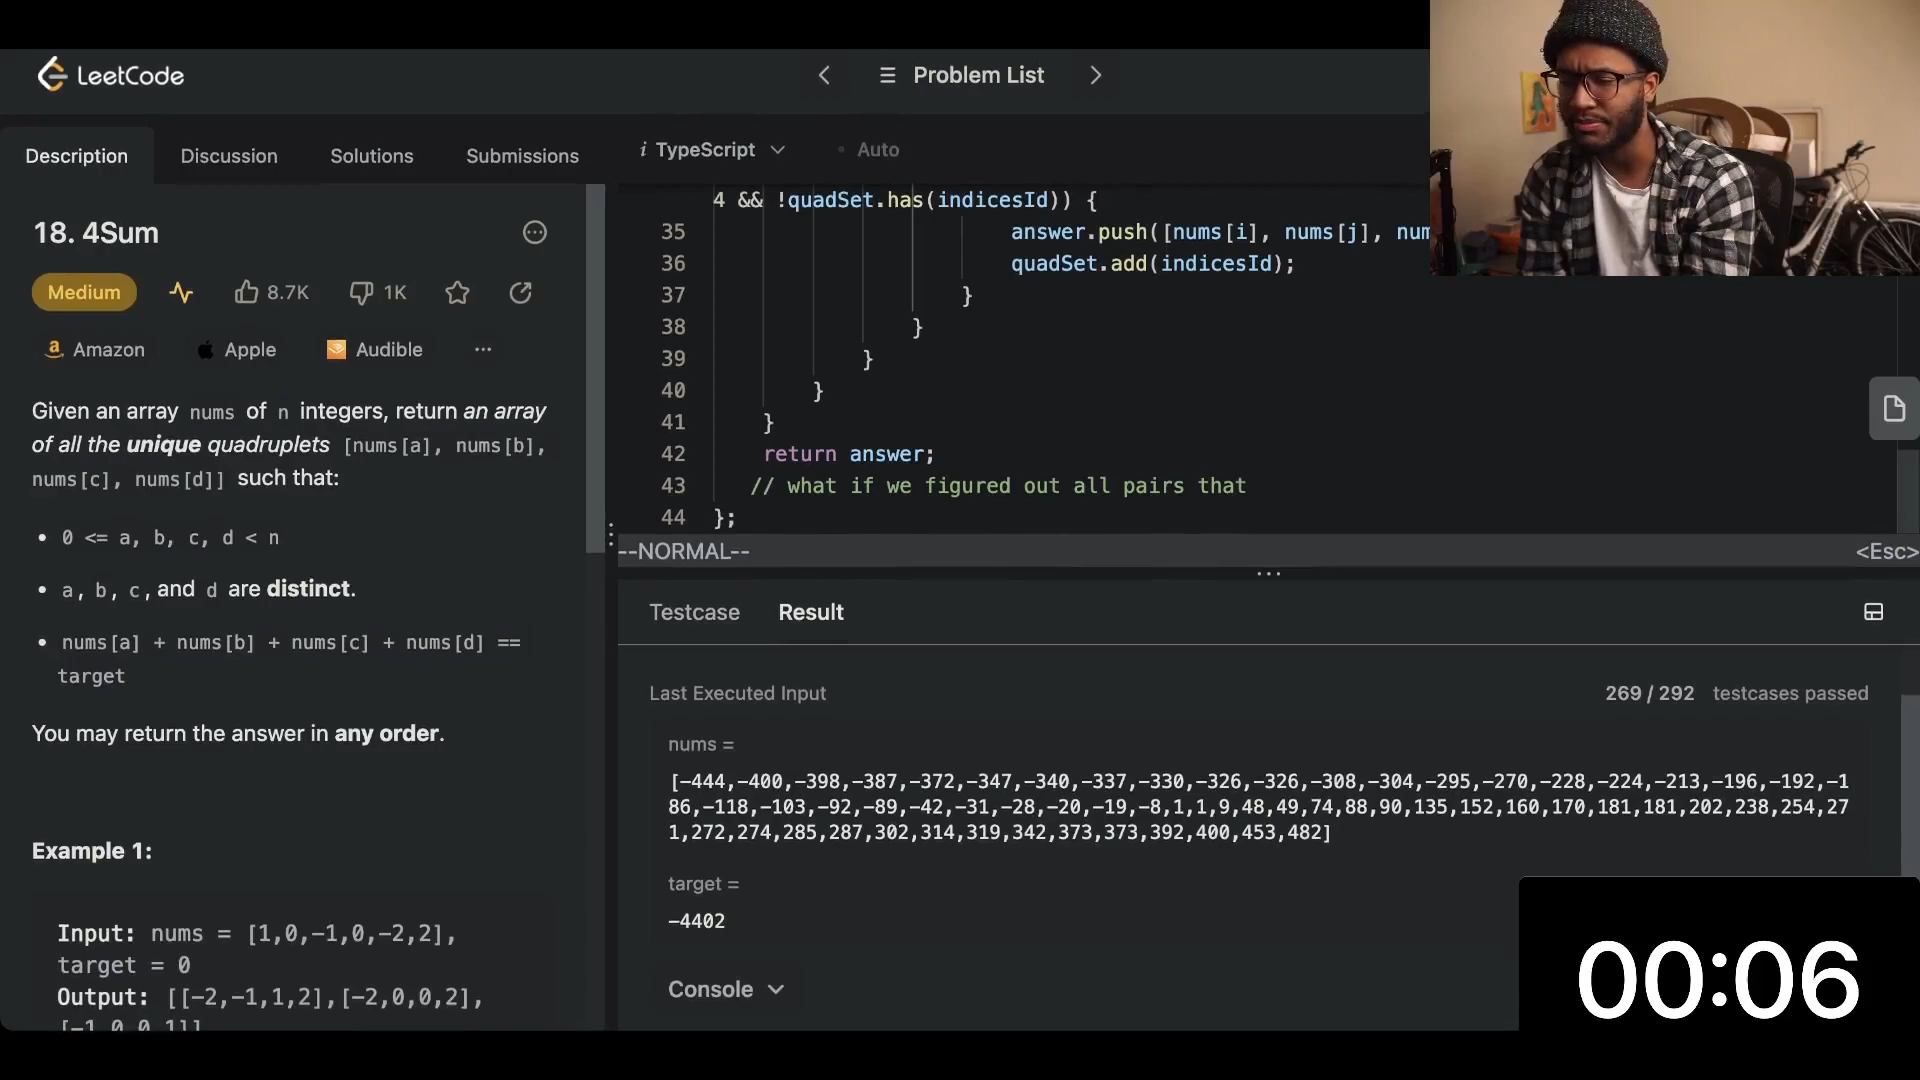 LeetCode
Problem List
Description Discussion Solutions Submissions
i TypeScript • Auto
18. 4Sum
Medium 8.7K 1K
Amazon Apple Audible ...
Given an array nums of n integers, return an array
of all the unique quadruplets [nums[a], nums[b],
nums[c], nums[d]] such that:
• 0 <= a, b, c, d < n
• a, b, c, and d are distinct.
• nums[a] + nums[b] + nums[c] + nums[d] ==
target
You may return the answer in any order.
Example 1:
Input: nums = [1,0,-1,0,-2,2],
target = 0
Output: [[-2,-1,1,2],[-2,0,0,2],
[-1,0,0,1]]
4 && !quadSet.has(indicesId)) {
35 answer.push([nums[i], nums[j], num
36 quadSet.add(indicesId);
37 }
38 }
39 }
40 }
41 }
42 return answer;
43 // what if we figured out all pairs that
44 };
--NORMAL-- <Esc>
Testcase Result
Last Executed Input 269 / 292 testcases passed
nums =
[-444,-400,-398,-387,-372,-347,-340,-337,-330,-326,-326,-308,-304,-295,-270,-228,-224,-213,-196,-192,-1
86,-118,-103,-92,-89,-42,-31,-28,-20,-19,-8,1,1,9,48,49,74,88,90,135,152,160,170,181,181,202,238,254,27
1,272,274,285,287,302,314,319,342,373,373,392,400,453,482]
target =
-4402
Console
00:06